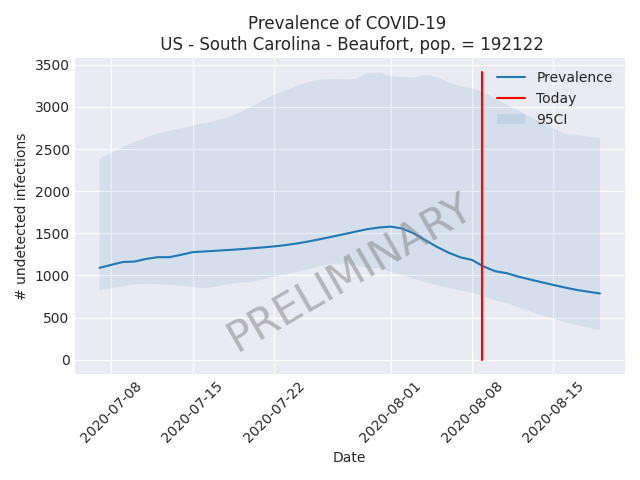 Prevalence of COVID-19
US - South Carolina - Beaufort, pop. = 192122
3500
3000
2500
2000
1500
1000
500
0
# undetected infections
Prevalence
Today
95CI
PRELIMINARY
2020-07-08
2020-07-15
2020-07-22
2020-08-01
2020-08-08
2020-08-15
Date